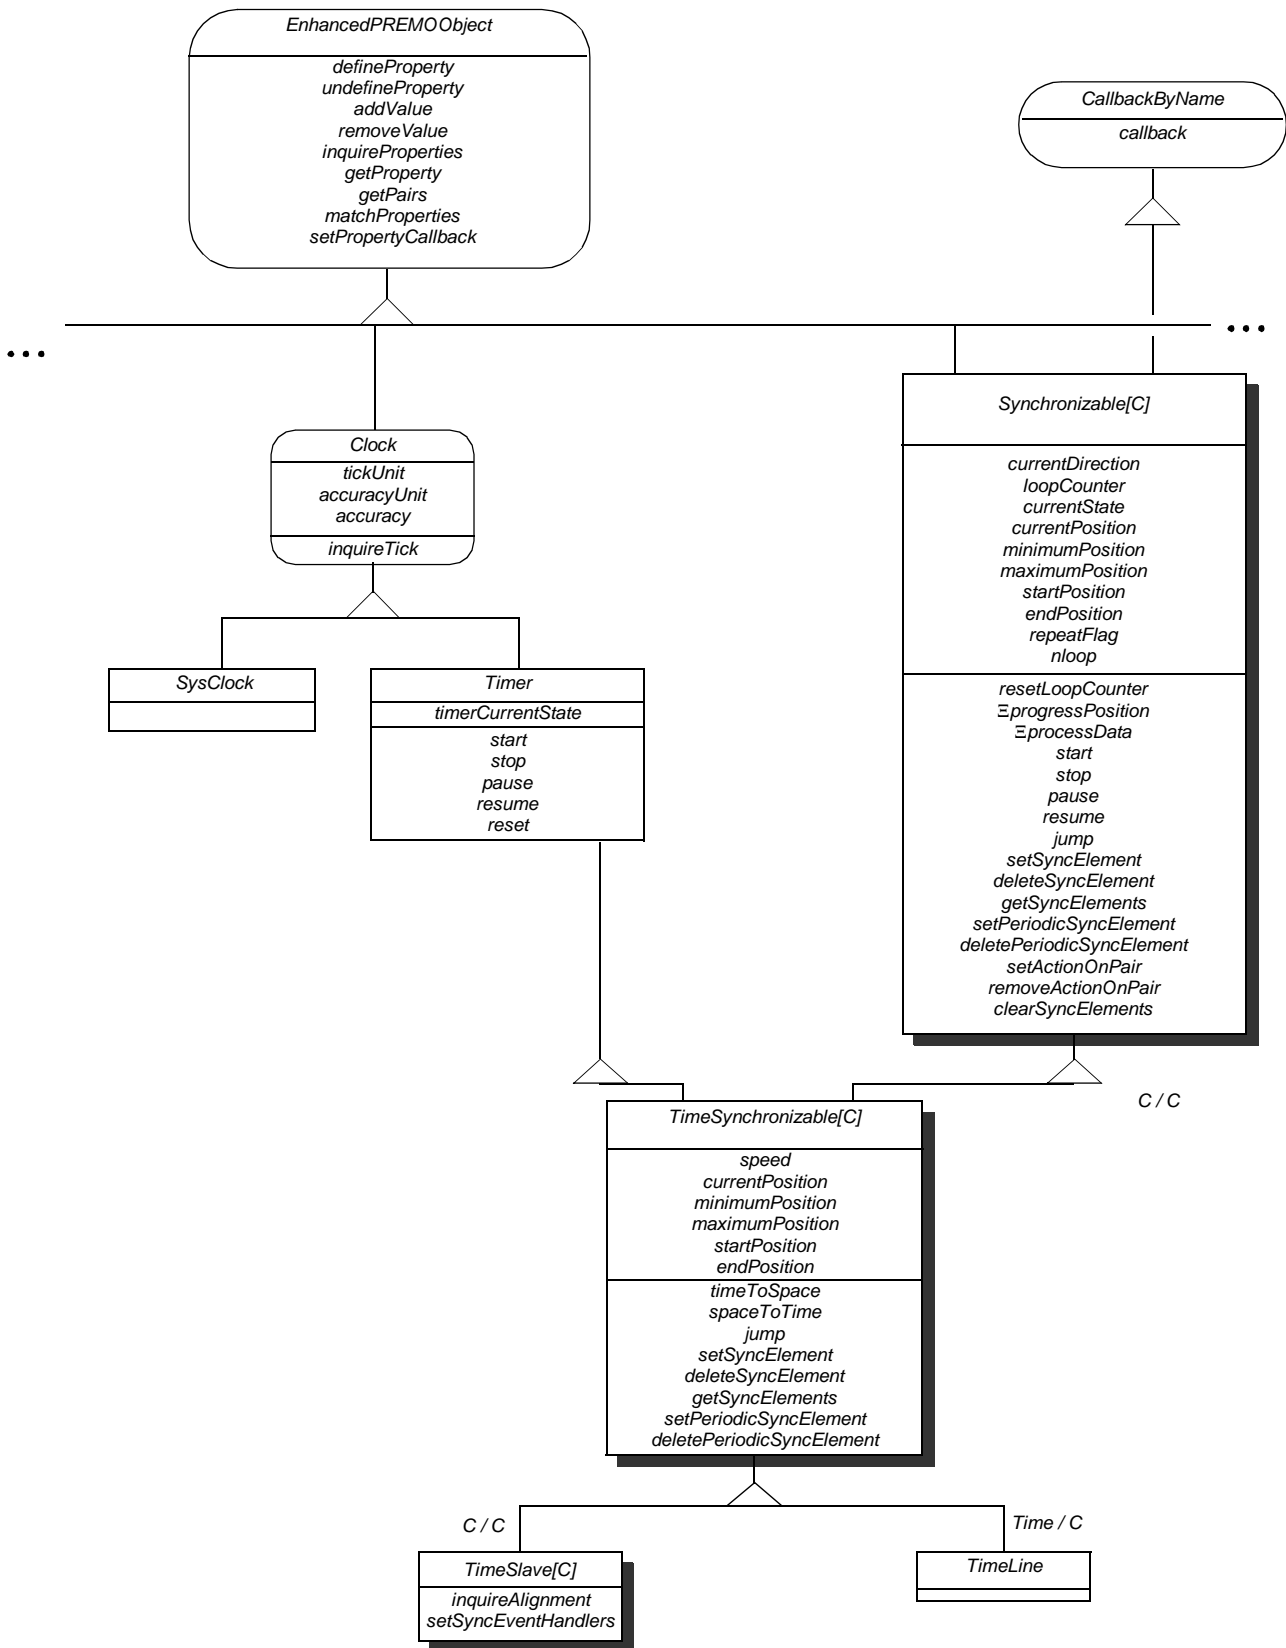 EnhancedPREMOObject
defineProperty
undefineProperty
addValue
removeValue
inquireProperties
getProperty
getPairs
matchProperties
setPropertyCallback
CallbackByName
callback
• • •
• • •
Clock
tickUnit
accuracyUnit
accuracy
inquireTick
SysClock
Timer
timerCurrentState
start
stop
pause
resume
reset
Synchronizable[C]
currentDirection
loopCounter
currentState
currentPosition
minimumPosition
maximumPosition
startPosition
endPosition
repeatFlag
nloop
resetLoopCounter
ΞprogressPosition
ΞprocessData
start
stop
pause
resume
jump
setSyncElement
deleteSyncElement
getSyncElements
setPeriodicSyncElement
deletePeriodicSyncElement
setActionOnPair
removeActionOnPair
clearSyncElements
C / C
TimeSynchronizable[C]
speed
currentPosition
minimumPosition
maximumPosition
startPosition
endPosition
timeToSpace
spaceToTime
jump
setSyncElement
deleteSyncElement
getSyncElements
setPeriodicSyncElement
deletePeriodicSyncElement
C / C
Time / C
TimeSlave[C]
inquireAlignment
setSyncEventHandlers
TimeLine